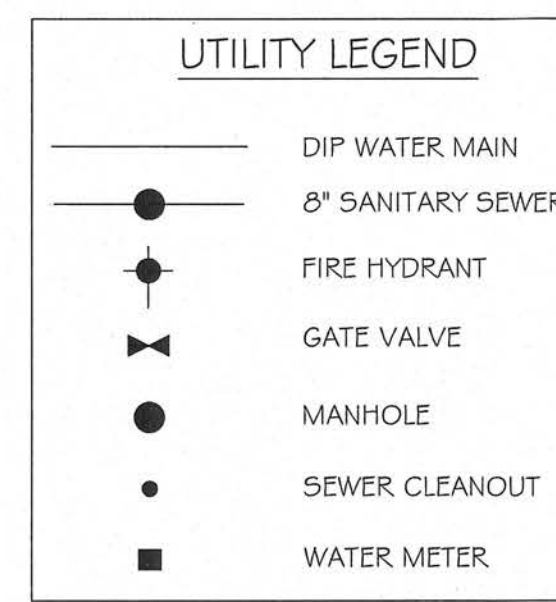 UTILITY LEGEND
DIP WATER MAIN
8" SANITARY SEWER
FIRE HYDRANT
GATE VALVE
MANHOLE
SEWER CLEANOUT
WATER METER